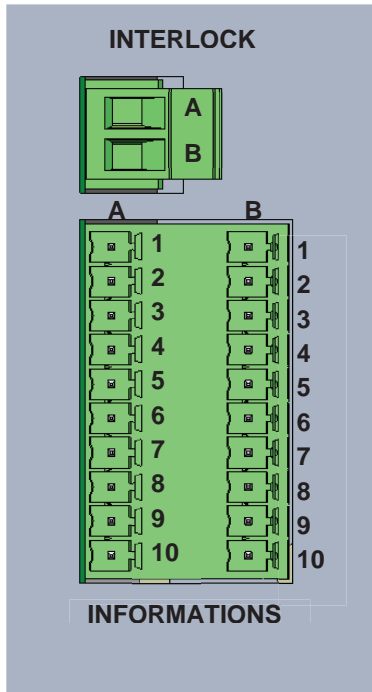 INTERLOCK
A
B
A B
1 1
2 2
3 3
4 4
5 5
6 6
7 7
8 8
9 9
10 10
INFORMATIONS